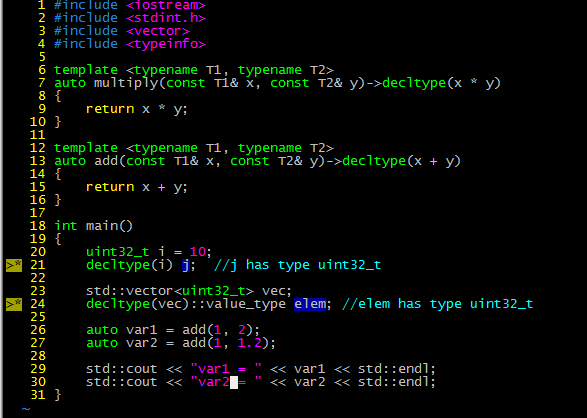 1 #include <iostream>
2 #include <stdint.h>
3 #include <vector>
4 #include <typeinfo>
5
6 template <typename T1, typename T2>
7 auto multiply(const T1& x, const T2& y)->decltype(x * y)
8 {
9     return x * y;
10 }
11
12 template <typename T1, typename T2>
13 auto add(const T1& x, const T2& y)->decltype(x + y)
14 {
15     return x + y;
16 }
17
18 int main()
19 {
20     uint32_t i = 10;
>* 21     decltype(i) j;  //j has type uint32_t
22
23     std::vector<uint32_t> vec;
>* 24     decltype(vec)::value_type elem; //elem has type uint32_t
25
26     auto var1 = add(1, 2);
27     auto var2 = add(1, 1.2);
28
29     std::cout << "var1 = " << var1 << std::endl;
30     std::cout << "var2 = " << var2 << std::endl;
31 }
~